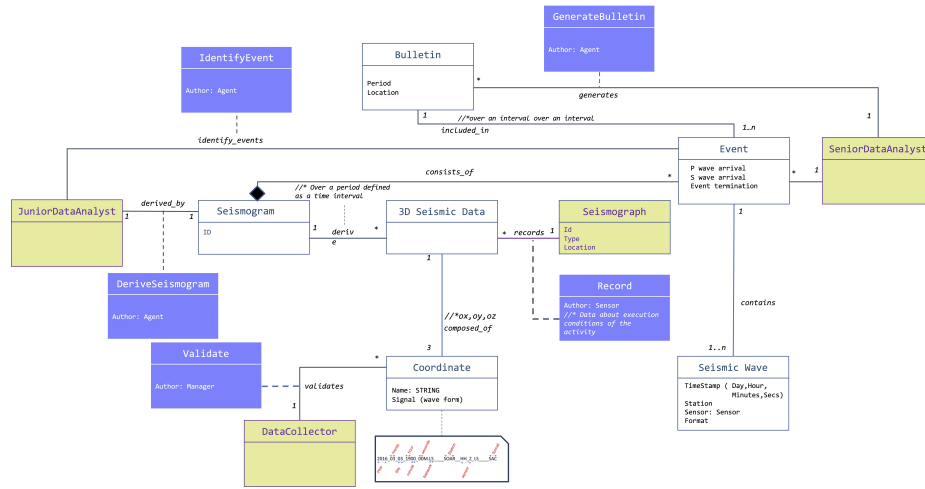 GenerateBulletin
Author: Agent
Bulletin
Period
Location
*
generates
1
IdentifyEvent
Author: Agent
1
//*over an interval over an interval
included_in
1..n
identify_events
Event
P wave arrival
S wave arrival
Event termination
*
1
SeniorDataAnalyst
1
consists_of
*
//* Over a period defined
as a time interval
JuniorDataAnalyst
derived_by
1
1
Seismogram
ID
1
deriv
e
*
3D Seismic Data
1
*
records
1
Seismograph
Id
Type
Location
DeriveSeismogram
Author: Agent
Record
Author: Sensor
//* Data about execution
conditions of the
activity
//*ox,oy,oz
composed_of
3
contains
1..n
Validate
Author: Manager
*
validates
1
Coordinate
Name: STRING
Signal (wave form)
Seismic Wave
TimeStamp ( Day,Hour,
Minutes,Secs)
Station
Sensor: Sensor
Format
DataCollector